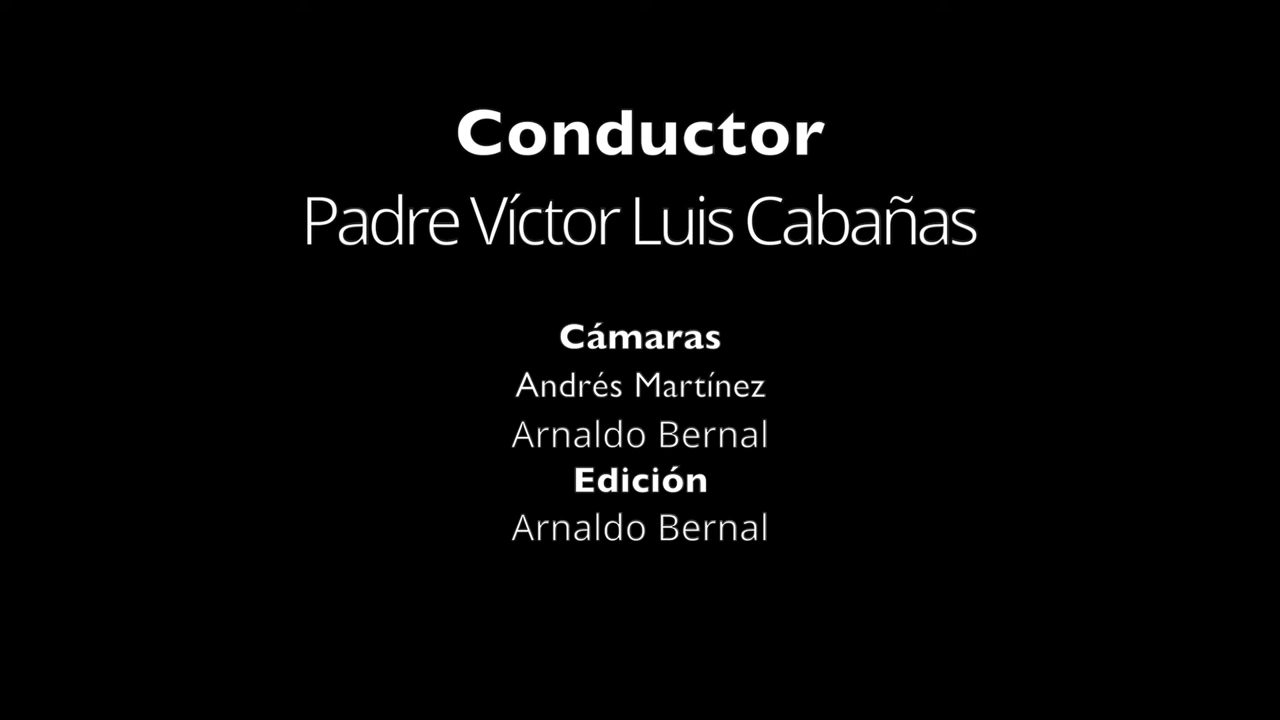 Conductor
Padre Víctor Luis Cabañas
Cámaras
Andrés Martínez
Arnaldo Bernal
Edición
Arnaldo Bernal